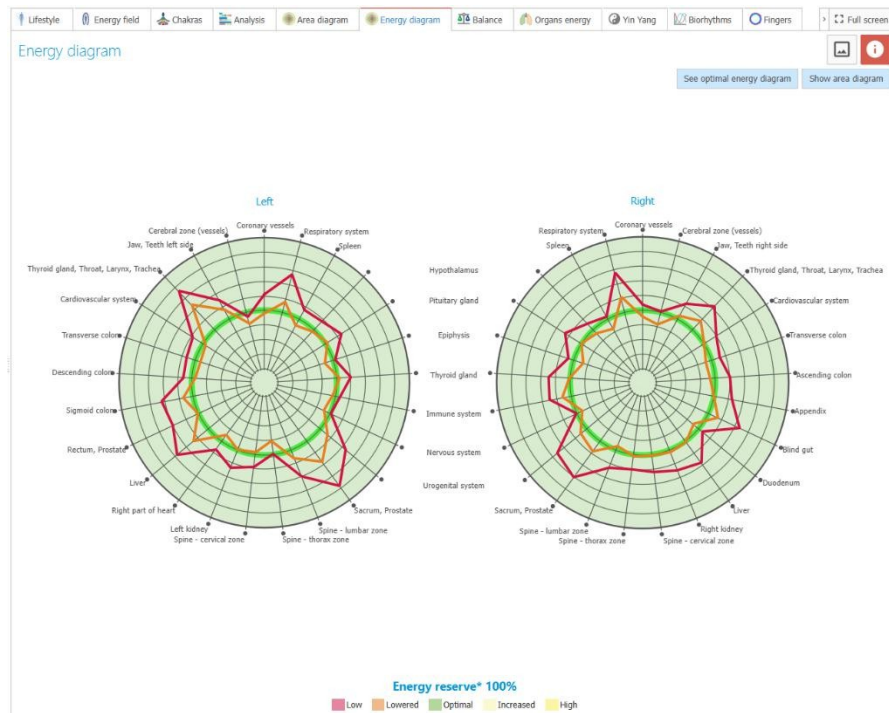 Lifestyle
Energy field
Chakras
Analysis
Area diagram
Energy diagram
Balance
Organs energy
Yin Yang
Biorhythms
Fingers
Full screen
Energy diagram
See optimal energy diagram
Show area diagram
Left
Coronary vessels
Respiratory system
Spleen
Cerebral zone (vessels)
Jaw, Teeth left side
Thyroid gland, Throat, Larynx, Trachea
Cardiovascular system
Transverse colon
Descending colon
Sigmoid colon
Rectum, Prostate
Liver
Right part of heart
Left kidney
Spine - cervical zone
Spine - thorax zone
Spine - lumbar zone
Sacrum, Prostate
Hypothalamus
Pituitary gland
Epiphysis
Thyroid gland
Immune system
Nervous system
Urogenital system
Right
Coronary vessels
Respiratory system
Spleen
Cerebral zone (vessels)
Jaw, Teeth right side
Thyroid gland, Throat, Larynx, Trachea
Cardiovascular system
Transverse colon
Ascending colon
Appendix
Blind gut
Duodenum
Liver
Right kidney
Spine - cervical zone
Spine - thorax zone
Spine - lumbar zone
Sacrum, Prostate
Energy reserve* 100%
Low
Lowered
Optimal
Increased
High